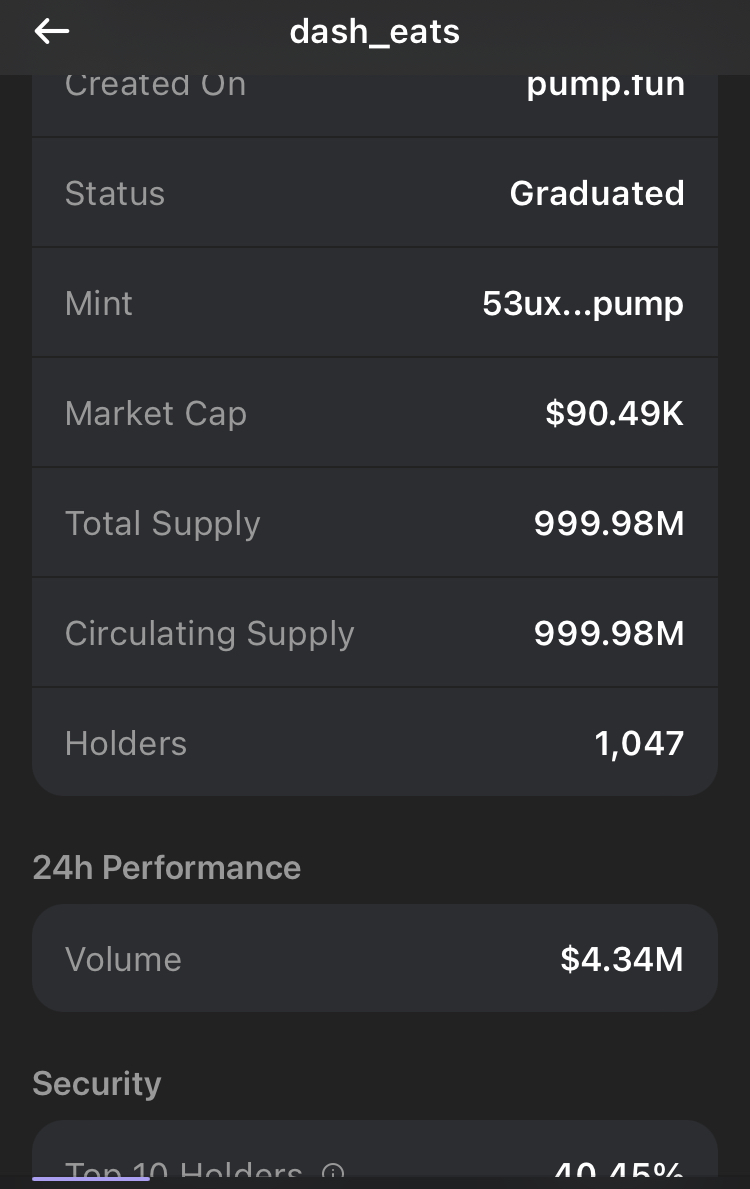 dash_eats
Created On pump.fun
Status Graduated
Mint 53ux...pump
Market Cap $90.49K
Total Supply 999.98M
Circulating Supply 999.98M
Holders 1,047
24h Performance
Volume $4.34M
Security
Top 10 Holders 40.45%